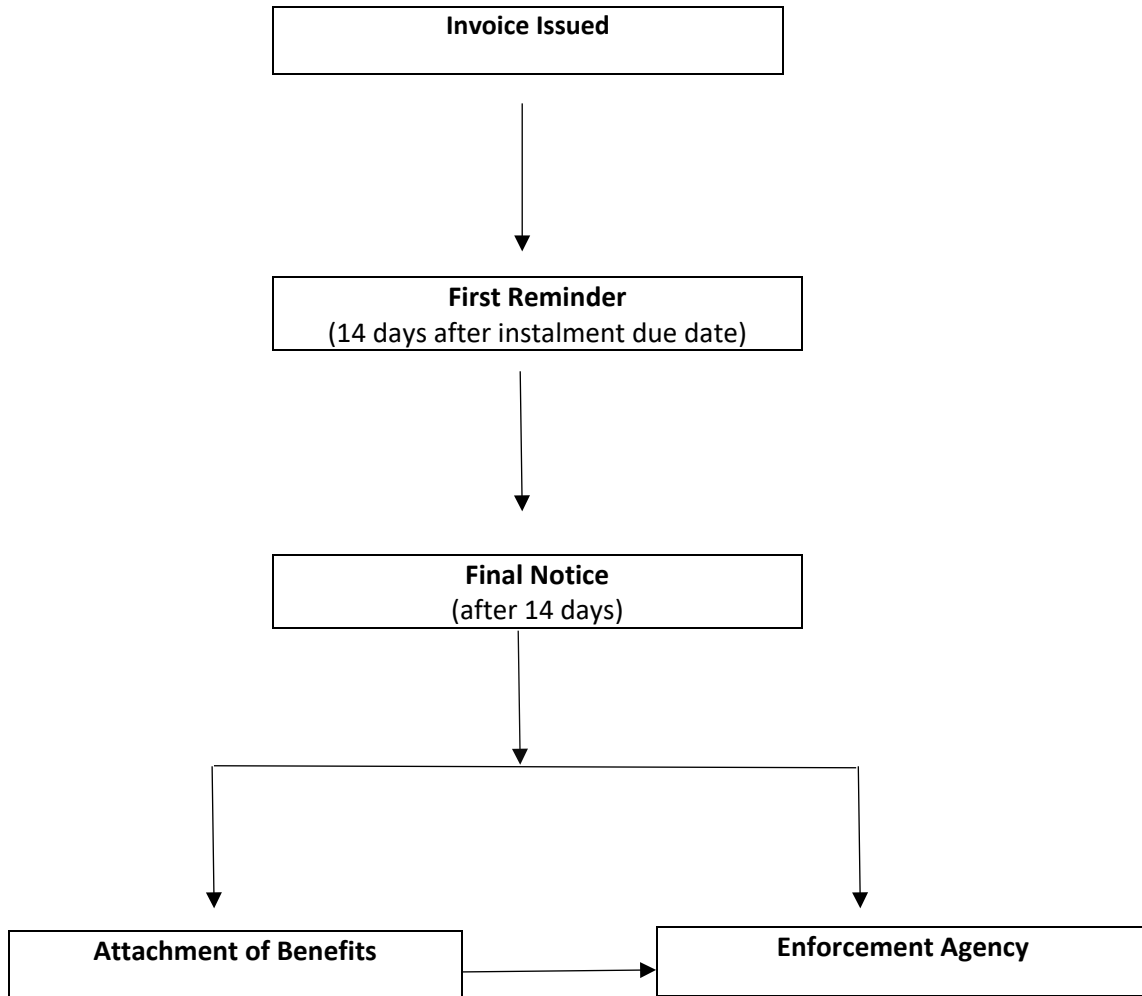 Invoice Issued
First Reminder
(14 days after instalment due date)
Final Notice
(after 14 days)
Attachment of Benefits
Enforcement Agency